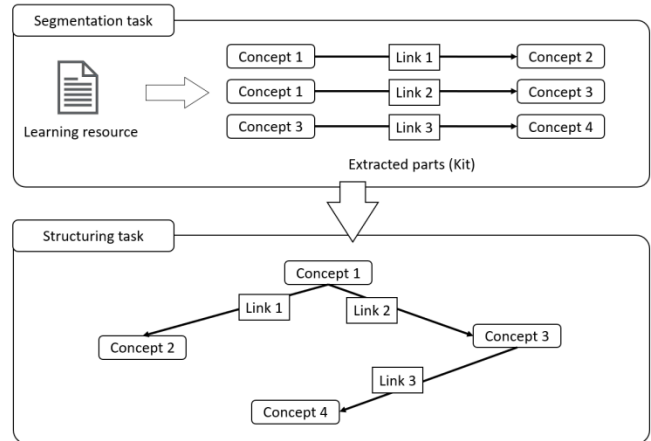 Segmentation task
Concept 1 Link 1 Concept 2
Concept 1 Link 2 Concept 3
Concept 3 Link 3 Concept 4
Learning resource
Extracted parts (Kit)
Structuring task
Concept 1
Link 1 Link 2
Concept 2 Concept 3
Link 3
Concept 4